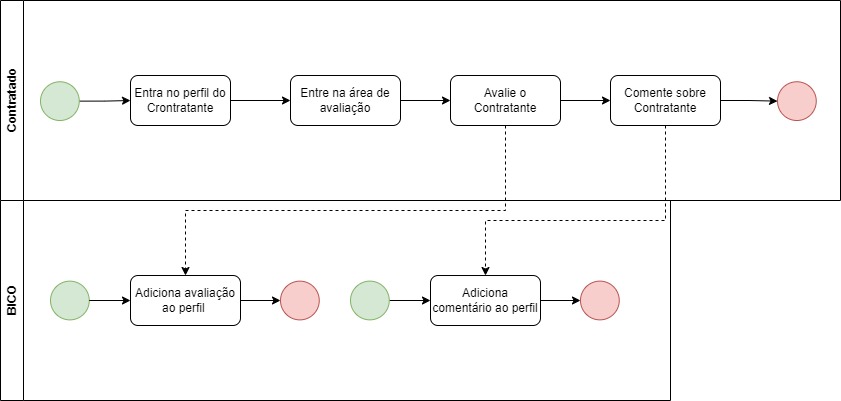 Contratado
Entra no perfil do
Crontratante
Entre na área de
avaliação
Avalie o
Contratante
Comente sobre
Contratante
BICO
Adiciona avaliação
ao perfil
Adiciona
comentário ao perfil